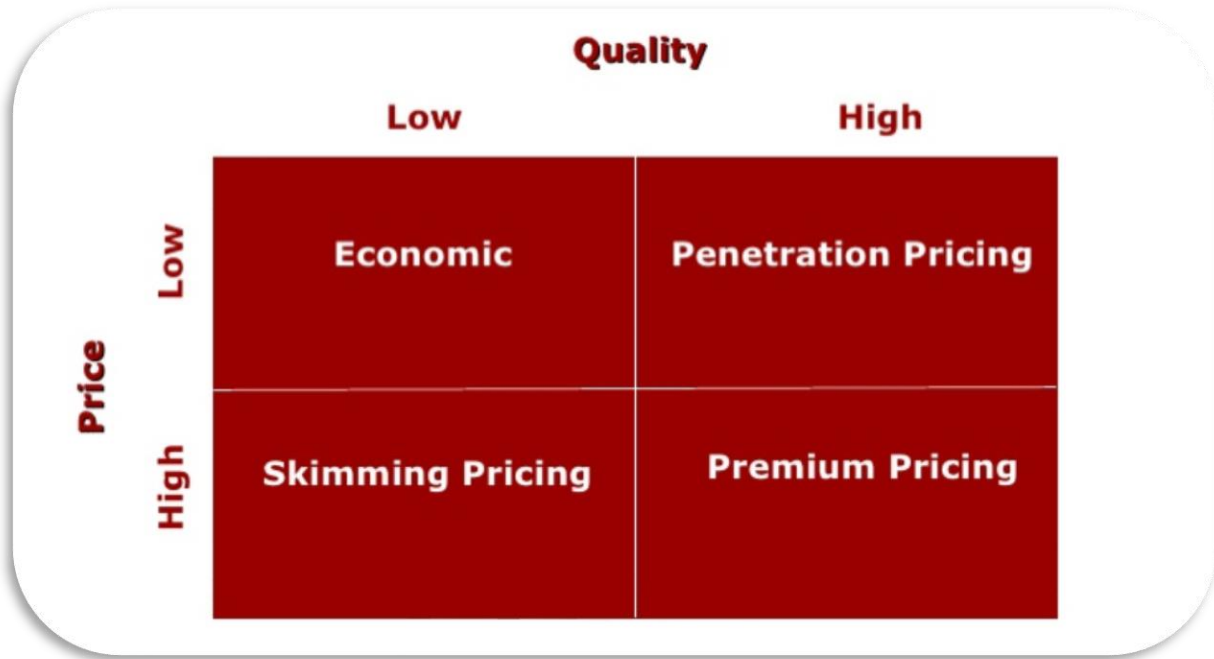 Quality
Low High
Low
Economic Penetration Pricing
Price
High
Skimming Pricing Premium Pricing